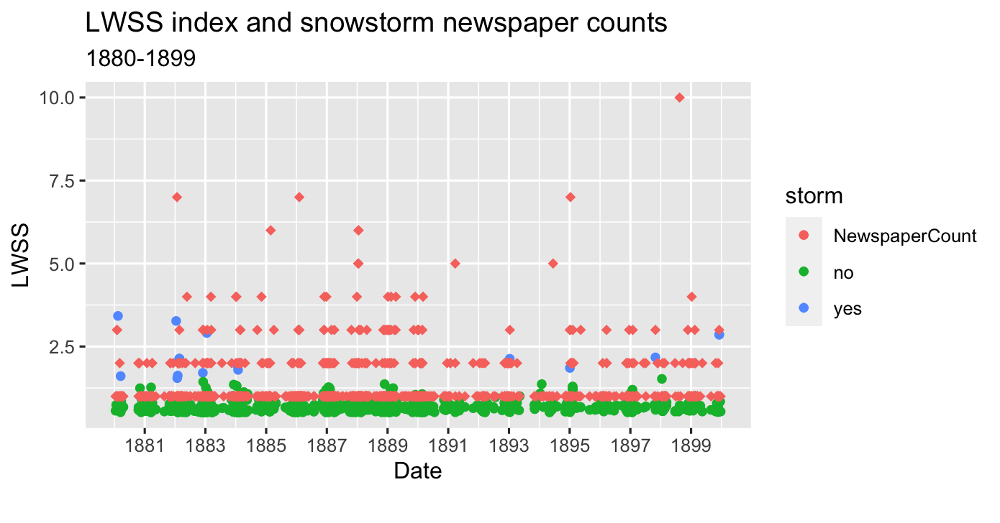 LWSS index and snowstorm newspaper counts
1880-1899
10.0
7.5
5.0
2.5
LWSS
1881 1883 1885 1887 1889 1891 1893 1895 1897 1899
Date
storm
NewspaperCount
no
yes